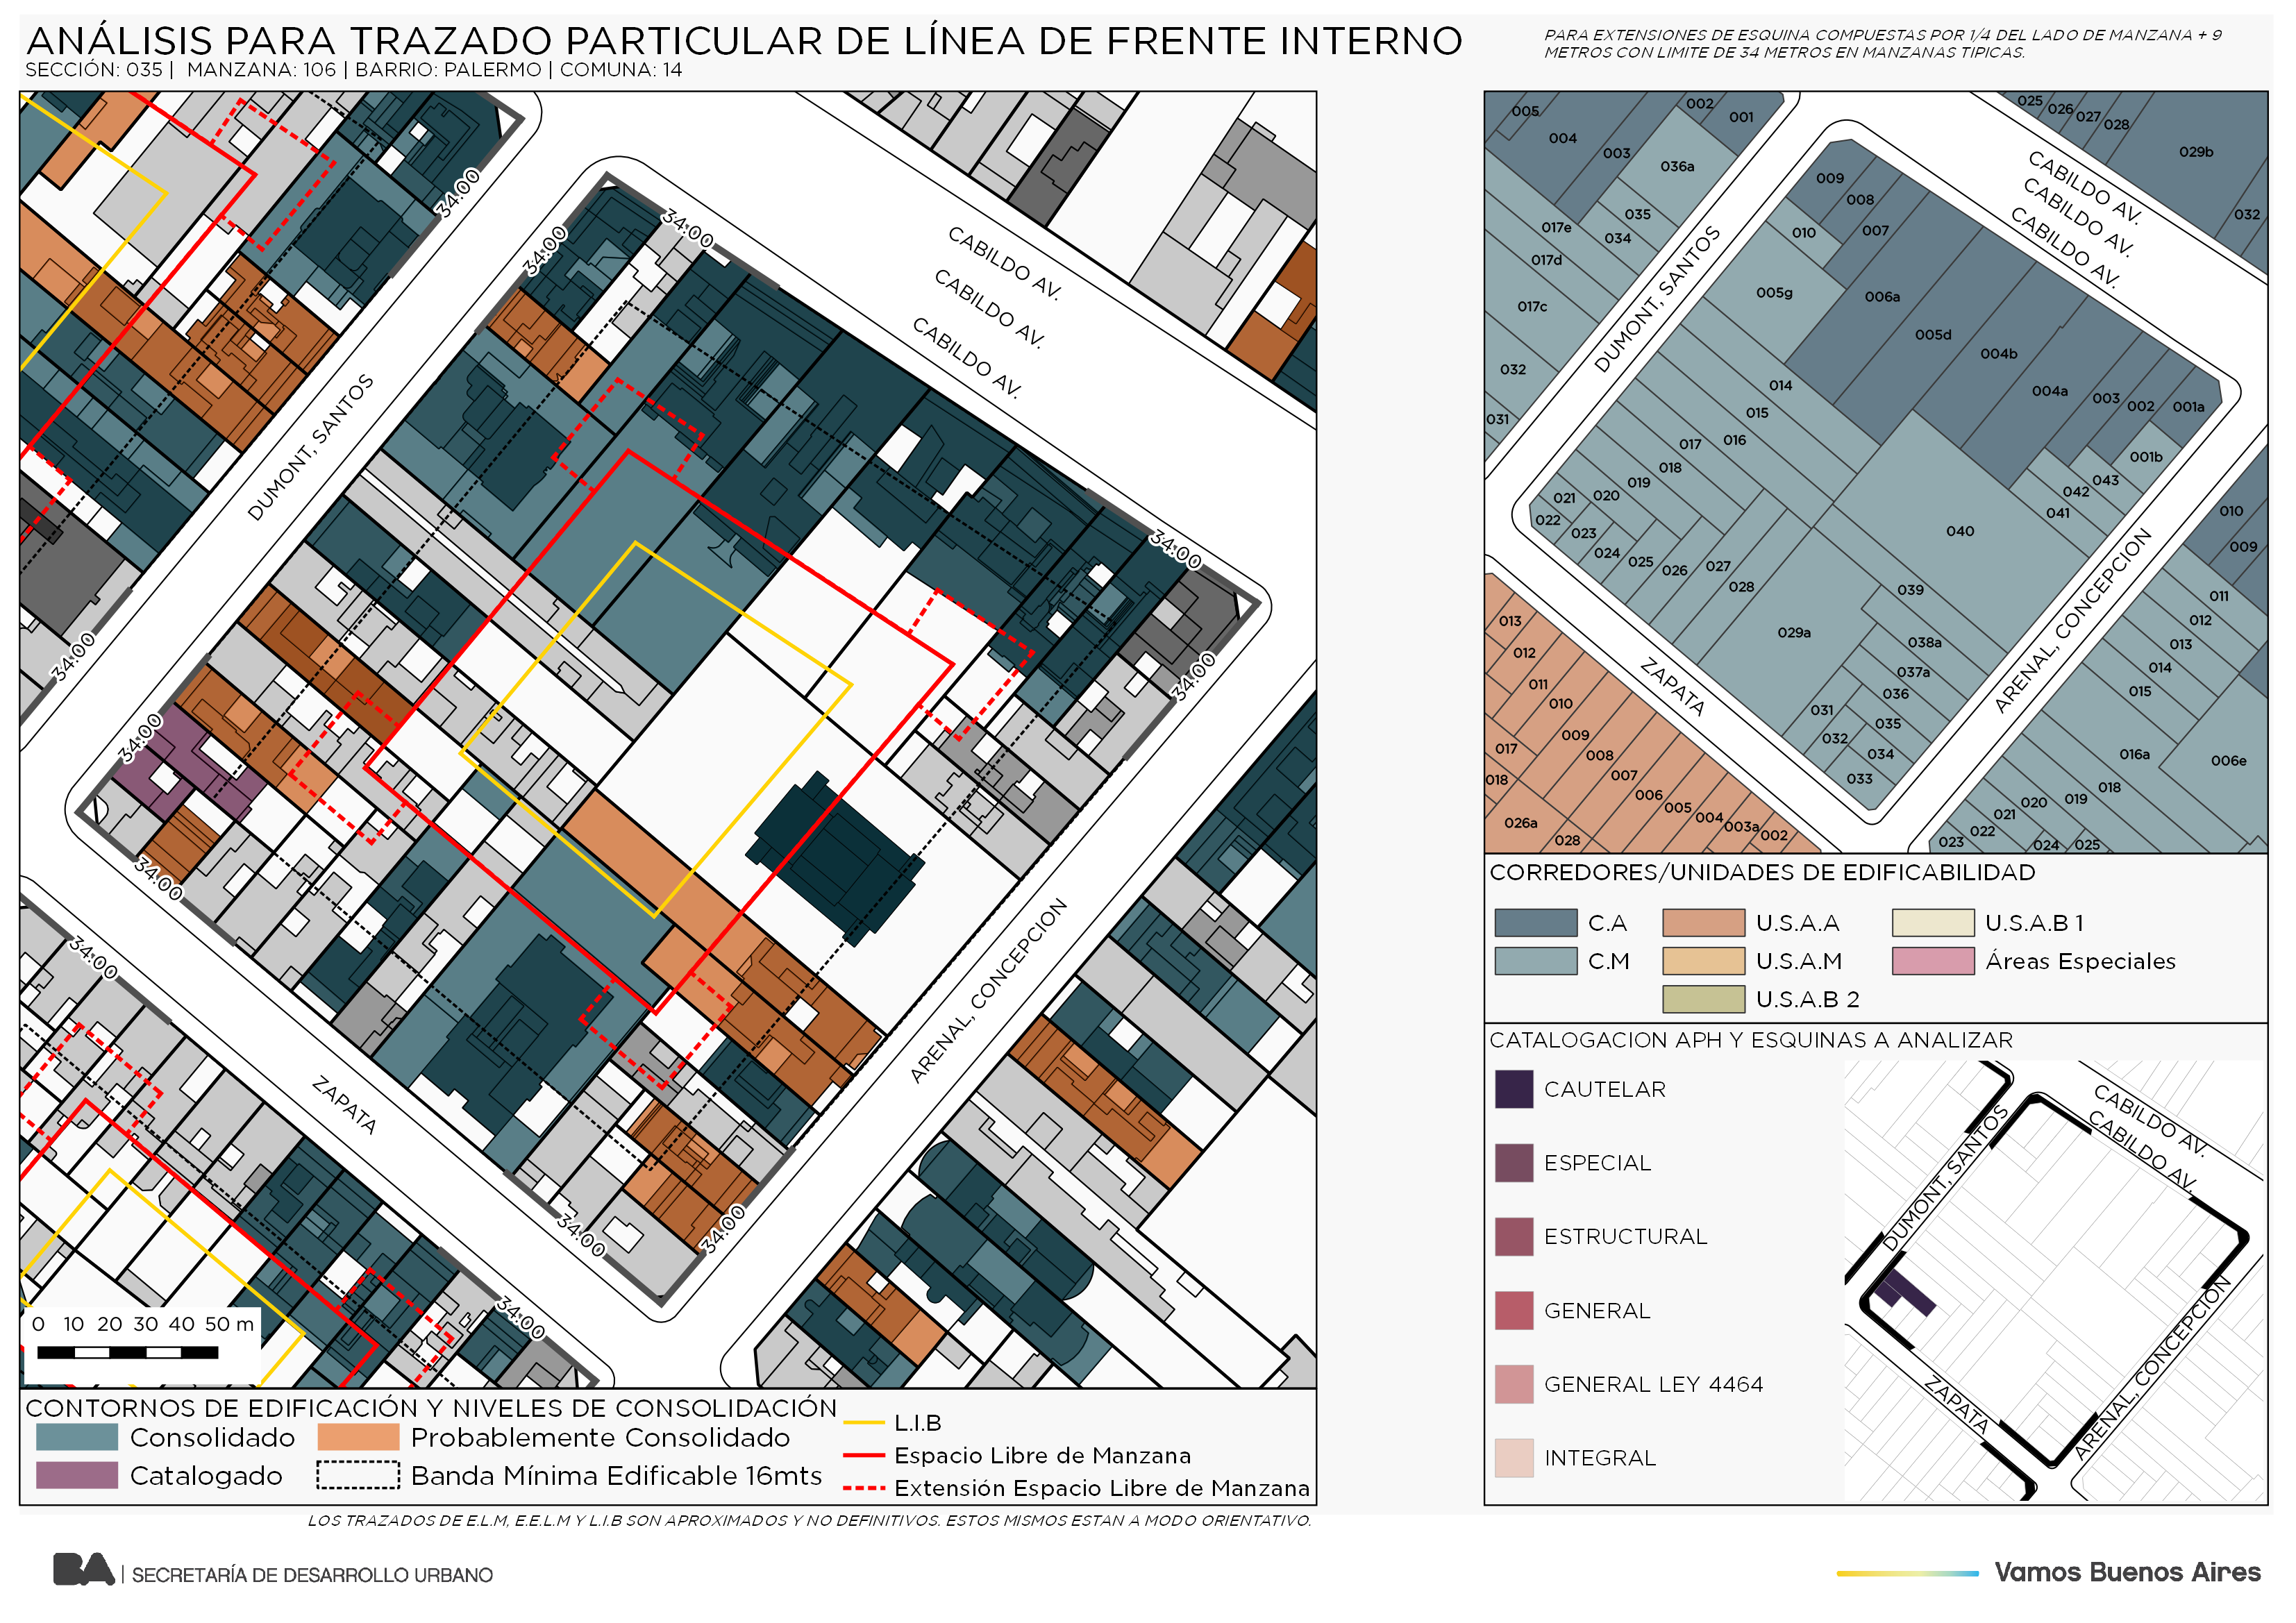 ANÁLISIS PARA TRAZADO PARTICULAR DE LÍNEA DE FRENTE INTERNO
SECCIÓN: 035 | MANZANA: 106 | BARRIO: PALERMO | COMUNA: 14
PARA EXTENSIONES DE ESQUINA COMPUESTAS POR 1/4 DEL LADO DE MANZANA + 9
METROS CON LIMITE DE 34 METROS EN MANZANAS TIPICAS.
34:00
34:00
34:00
CABILDO AV.
CABILDO AV.
CABILDO AV.
DUMONT, SANTOS
34:00
34:00
34:00
34:00
34:00
34:00
ARENAL, CONCEPCION
ZAPATA
34:00
34:00
34:00
0 10 20 30 40 50 m
CONTORNOS DE EDIFICACIÓN Y NIVELES DE CONSOLIDACIÓN
Consolidado
Probablemente Consolidado
Catalogado
Banda Mínima Edificable 16mts
L.I.B
Espacio Libre de Manzana
Extensión Espacio Libre de Manzana
LOS TRAZADOS DE E.L.M, E.E.L.M Y L.I.B SON APROXIMADOS Y NO DEFINITIVOS. ESTOS MISMOS ESTAN A MODO ORIENTATIVO.
005
004
003
002
001
036a
035
034
017e
017d
017c
032
031
025
026
027
028
029b
032
CABILDO AV.
CABILDO AV.
CABILDO AV.
DUMONT, SANTOS
009
008
007
010
005g
006a
005d
004b
004a
003
002
001a
001b
043
042
041
014
015
016
017
018
019
020
021
022
023
024
025
026
027
028
029a
040
039
038a
037a
036
035
034
033
032
031
ZAPATA
ARENAL, CONCEPCION
010
009
011
012
013
014
015
016a
006e
018
019
020
021
022
023
024
025
013
012
011
010
009
008
007
006
005
004
003a
002
017
018
026a
028
CORREDORES/UNIDADES DE EDIFICABILIDAD
C.A
U.S.A.A
U.S.A.B 1
C.M
U.S.A.M
Áreas Especiales
U.S.A.B 2
CATALOGACION APH Y ESQUINAS A ANALIZAR
CAUTELAR
ESPECIAL
ESTRUCTURAL
GENERAL
GENERAL LEY 4464
INTEGRAL
CABILDO AV.
CABILDO AV.
DUMONT, SANTOS
ZAPATA
ARENAL, CONCEPCION
BA | SECRETARÍA DE DESARROLLO URBANO
Vamos Buenos Aires